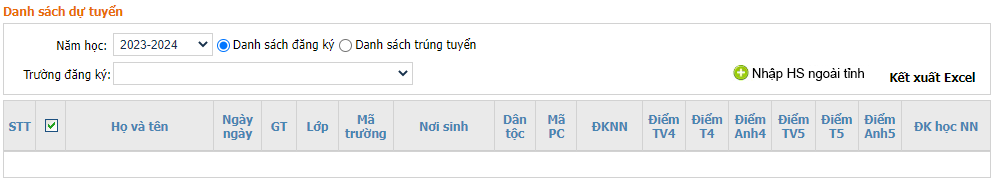 Danh sách dự tuyển
Năm học: 2023-2024 Danh sách đăng ký Danh sách trúng tuyển
Trường đăng ký: Nhập HS ngoài tỉnh Kết xuất Excel
STT Họ và tên Ngày ngày GT Lớp Mã trường Nơi sinh Dân tộc Mã PC ĐKNN Điểm TV4 Điểm T4 Điểm Anh4 Điểm TV5 Điểm T5 Điểm Anh5 ĐK học NN